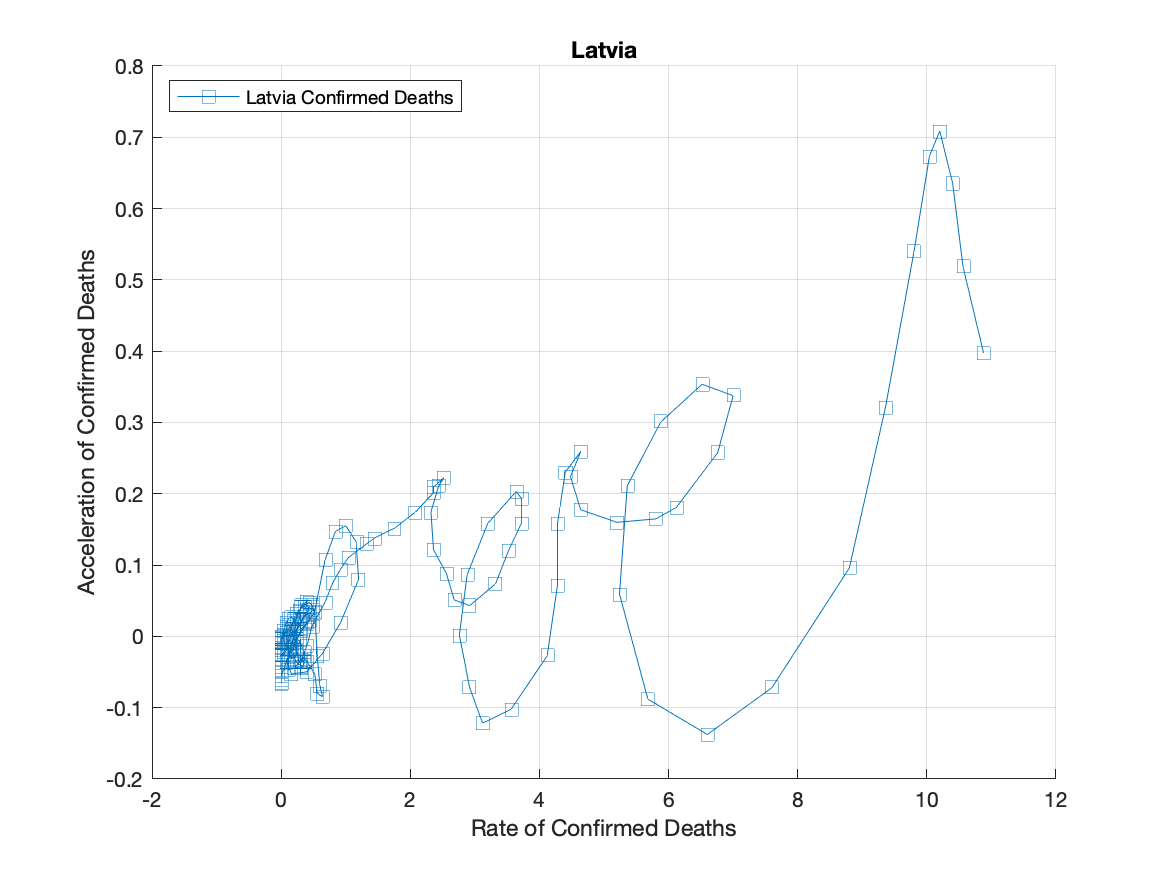 Latvia
Latvia Confirmed Deaths
0.8
0.7
0.6
0.5
0.4
0.3
0.2
0.1
0
-0.1
-0.2
Acceleration of Confirmed Deaths
-2 0 2 4 6 8 10 12
Rate of Confirmed Deaths